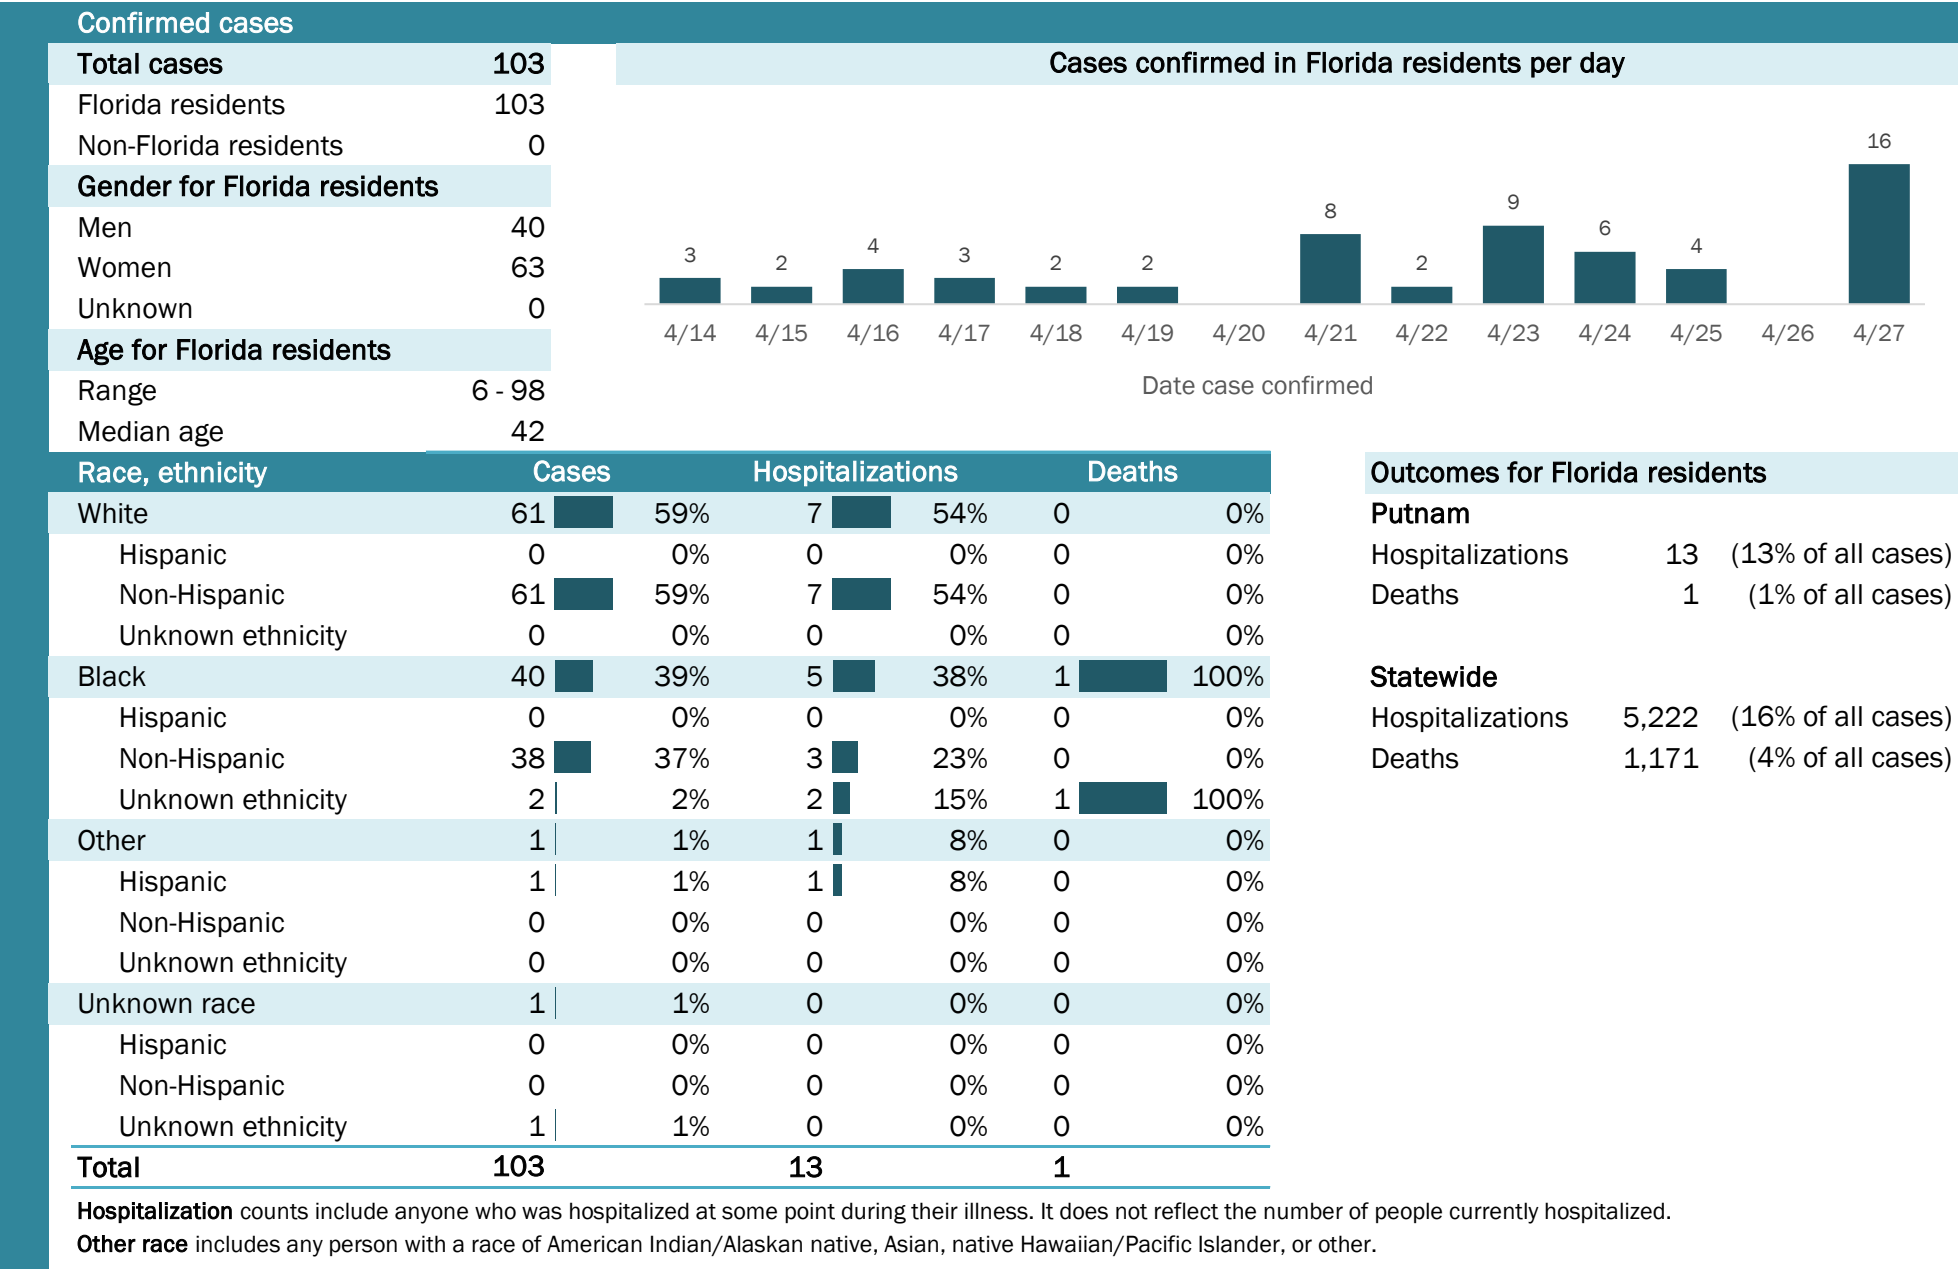 Confirmed cases
Total cases 103
Florida residents 103
Non-Florida residents 0
Gender for Florida residents
Men 40
Women 63
Unknown 0
Age for Florida residents
Range 6 - 98
Median age 42
Cases confirmed in Florida residents per day
3 2 4 3 2 2 8 2 9 6 4 16
4/14 4/15 4/16 4/17 4/18 4/19 4/20 4/21 4/22 4/23 4/24 4/25 4/26 4/27
Date case confirmed
Race, ethnicity Cases Hospitalizations Deaths
White 61 59% 7 54% 0 0%
Hispanic 0 0% 0 0% 0 0%
Non-Hispanic 61 59% 7 54% 0 0%
Unknown ethnicity 0 0% 0 0% 0 0%
Black 40 39% 5 38% 1 100%
Hispanic 0 0% 0 0% 0 0%
Non-Hispanic 38 37% 3 23% 0 0%
Unknown ethnicity 2 2% 2 15% 1 100%
Other 1 1% 1 8% 0 0%
Hispanic 1 1% 1 8% 0 0%
Non-Hispanic 0 0% 0 0% 0 0%
Unknown ethnicity 0 0% 0 0% 0 0%
Unknown race 1 1% 0 0% 0 0%
Hispanic 0 0% 0 0% 0 0%
Non-Hispanic 0 0% 0 0% 0 0%
Unknown ethnicity 1 1% 0 0% 0 0%
Total 103 13 1
Outcomes for Florida residents
Putnam
Hospitalizations 13 (13% of all cases)
Deaths 1 (1% of all cases)
Statewide
Hospitalizations 5,222 (16% of all cases)
Deaths 1,171 (4% of all cases)
Hospitalization counts include anyone who was hospitalized at some point during their illness. It does not reflect the number of people currently hospitalized.
Other race includes any person with a race of American Indian/Alaskan native, Asian, native Hawaiian/Pacific Islander, or other.